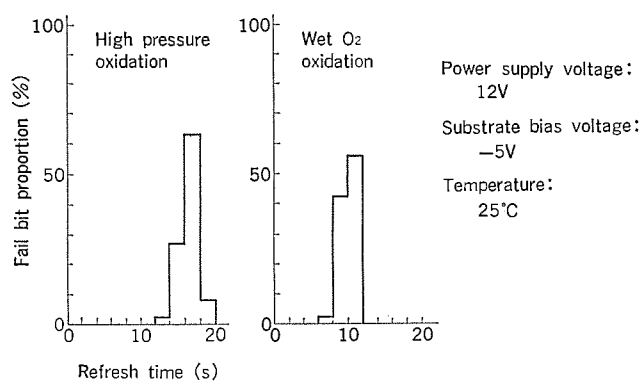 100
50
0
Fail bit proportion (%)
High pressure
oxidation
0
10
20
Refresh time (s)
100
50
0
Wet O2
oxidation
0
10
20
Power supply voltage:
12V
Substrate bias voltage:
−5V
Temperature:
25°C